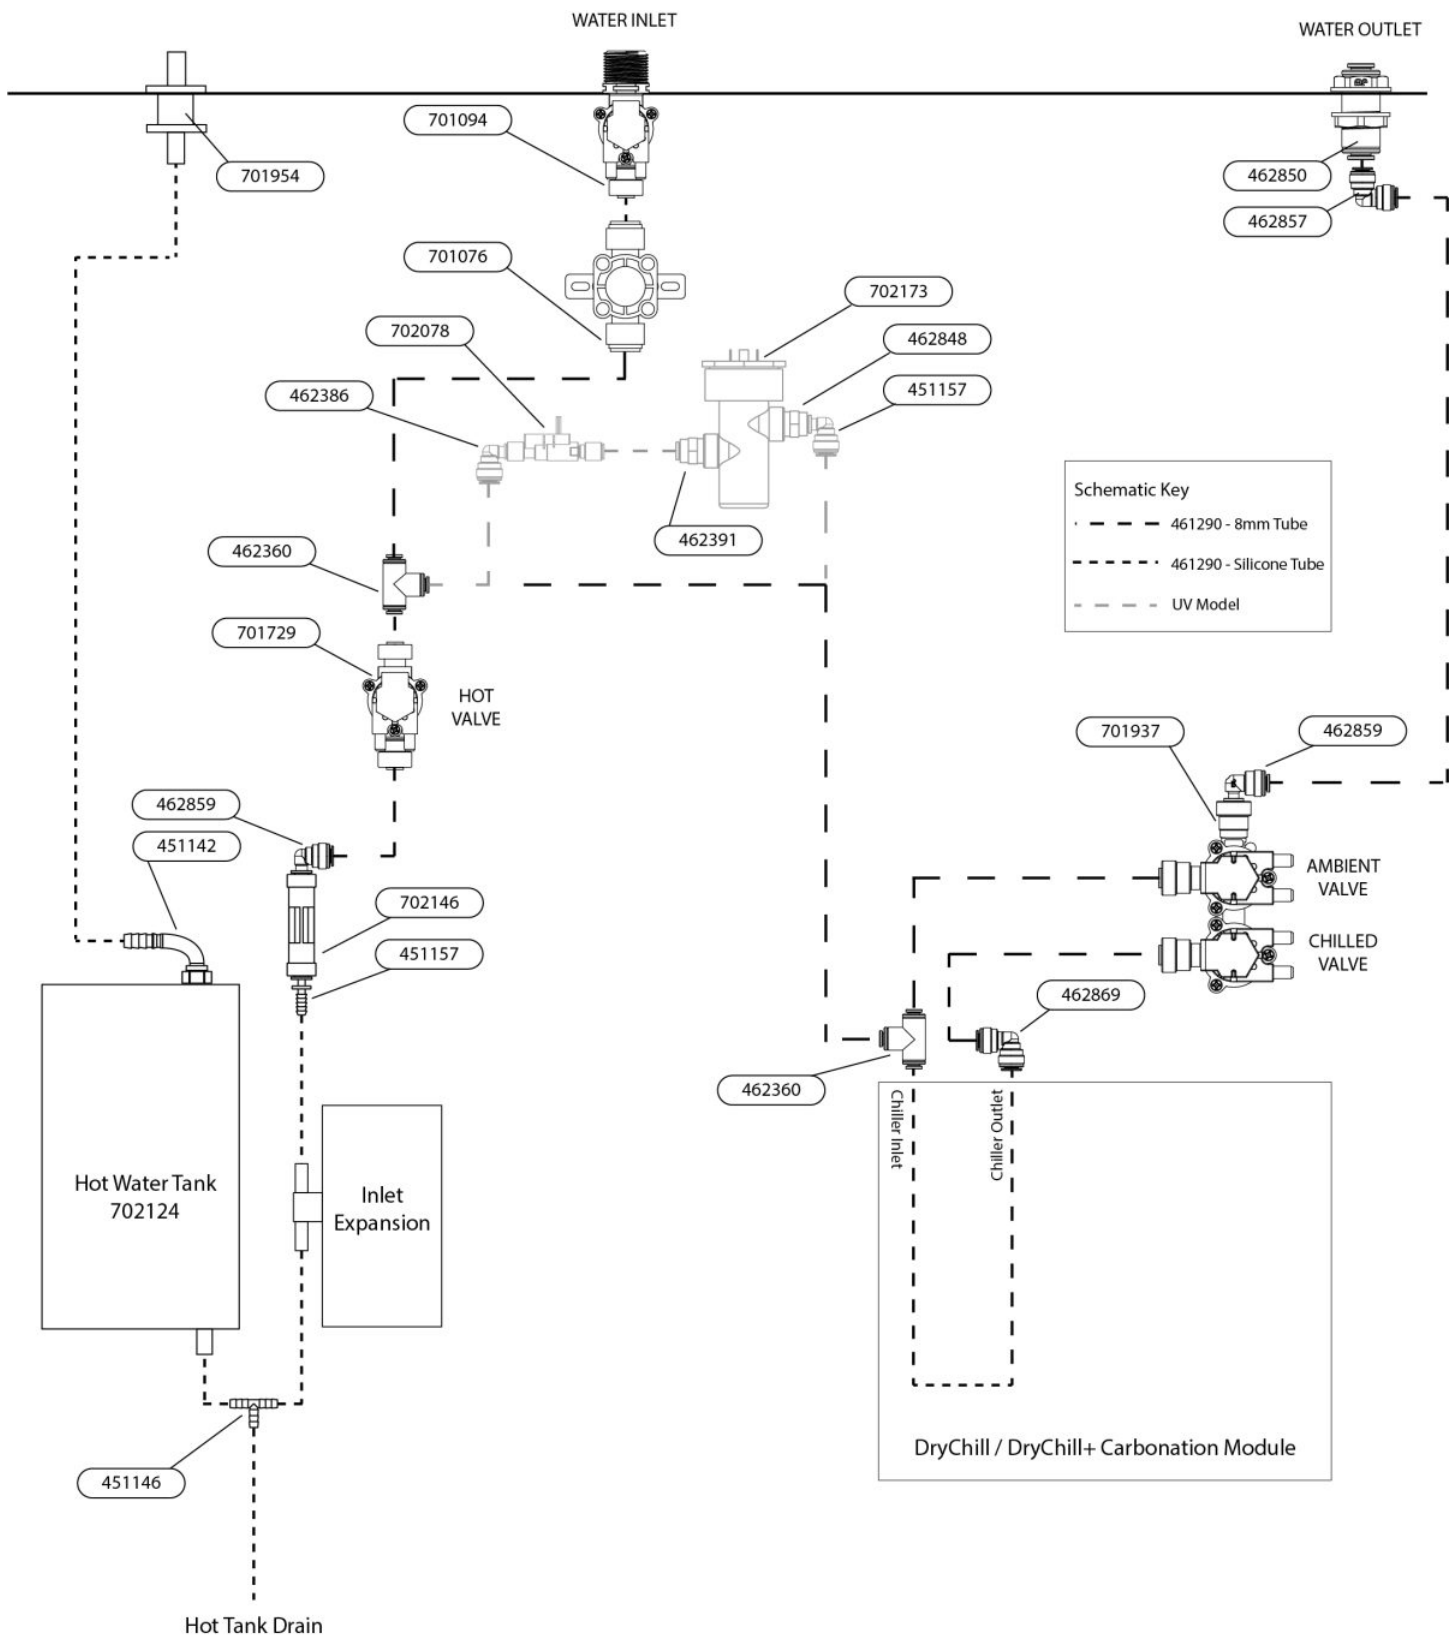 WATER INLET
WATER OUTLET
701094
701954
462850
462857
701076
702173
702078
462848
462386
451157
Schematic Key
461290 - 8mm Tube
461290 - Silicone Tube
UV Model
462391
462360
701729
HOT
VALVE
701937
462859
462859
451142
AMBIENT
VALVE
702146
CHILLED
VALVE
451157
462869
462360
Chiller Inlet
Chiller Outlet
Hot Water Tank
702124
Inlet
Expansion
DryChill / DryChill+ Carbonation Module
451146
Hot Tank Drain